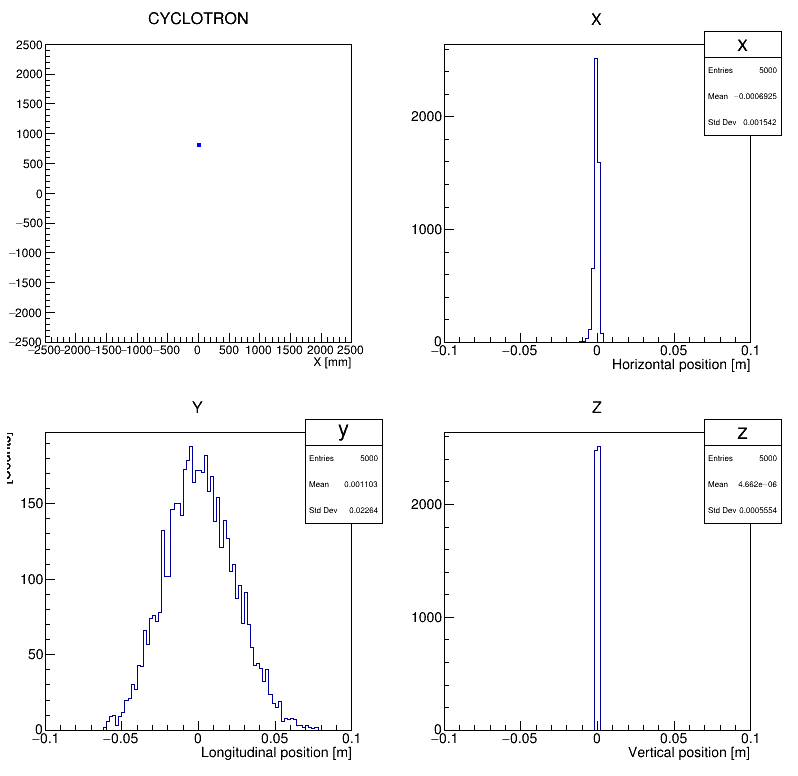 CYCLOTRON
2500
2000
1500
1000
500
0
−500
−1000
−1500
−2000
−2500
−2500 −2000 −1500 −1000 −500 0 500 1000 1500 2000 2500
X [mm]
X
x
Entries 5000
Mean −0.0006925
Std Dev 0.001542
2000
1000
0
−0.1 −0.05 0 0.05 0.1
Horizontal position [m]
Y
y
Entries 5000
Mean 0.001103
Std Dev 0.02264
150
100
50
0
−0.1 −0.05 0 0.05 0.1
Longitudinal position [m]
Z
z
Entries 5000
Mean 4.662e−06
Std Dev 0.0005554
2000
1000
0
−0.1 −0.05 0 0.05 0.1
Vertical position [m]